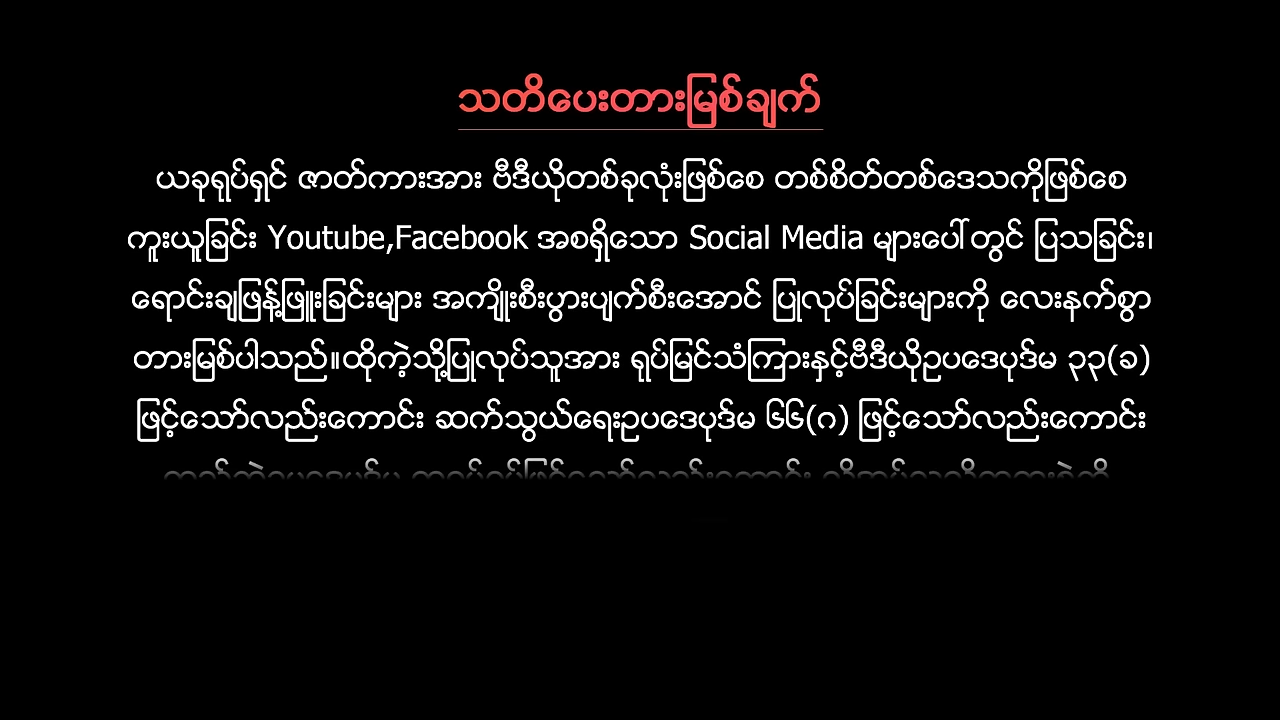 သတိပေးတားမြစ်ချက်
ယခုရုပ်ရှင် ဇာတ်ကားအား ဗီဒီယိုတစ်ခုလုံးဖြစ်စေ တစ်စိတ်တစ်ဒေသကိုဖြစ်စေ
ကူးယူခြင်း Youtube,Facebook အစရှိသော Social Media များပေါ်တွင် ပြသခြင်း၊
ရောင်းချဖြန့်ဖြူးခြင်းများ အကျိုးစီးပွားပျက်စီးအောင် ပြုလုပ်ခြင်းများကို လေးနက်စွာ
တားမြစ်ပါသည်။ထိုကဲ့သို့ပြုလုပ်သူအား ရုပ်မြင်သံကြားနှင့်ဗီဒီယိုဥပဒေပုဒ်မ ၃၃(ခ)
ဖြင့်သော်လည်းကောင်း ဆက်သွယ်ရေးဥပဒေပုဒ်မ ၆၆(ဂ) ဖြင့်သော်လည်းကောင်း